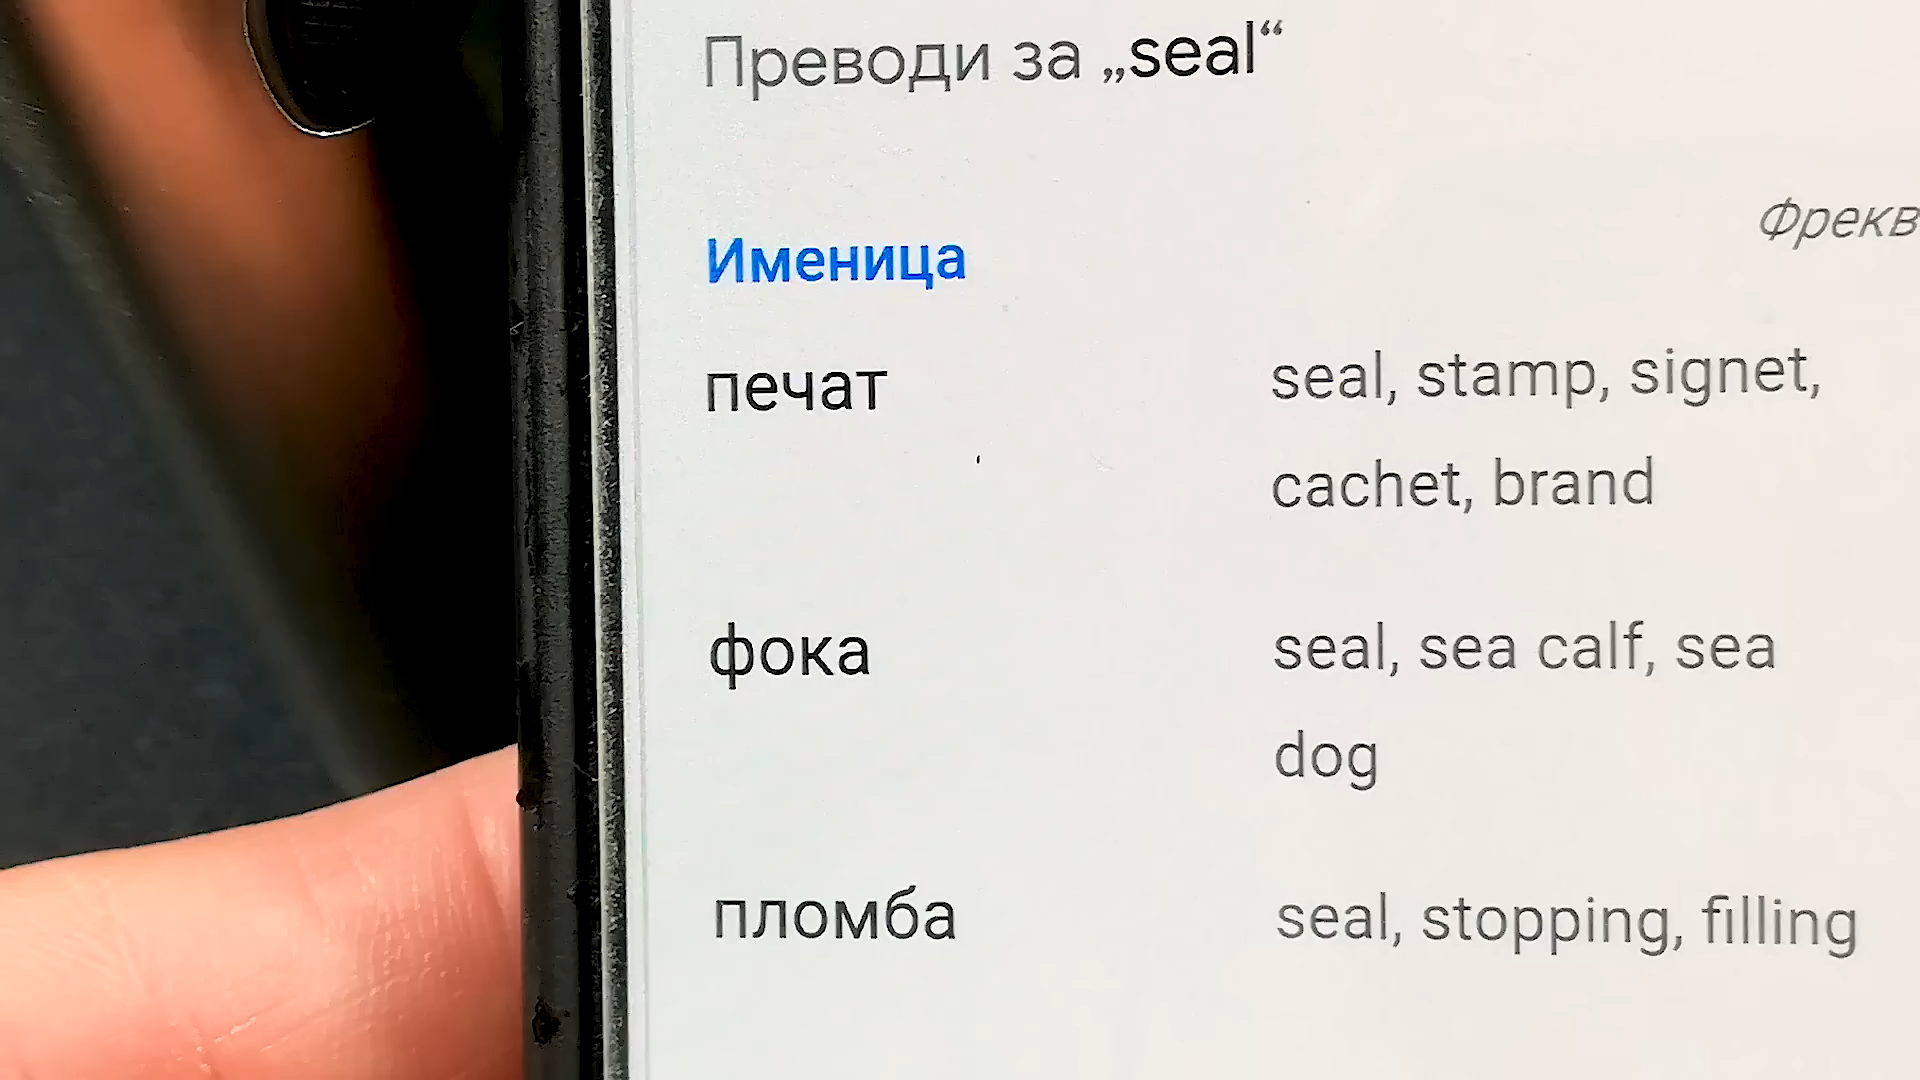 Преводи за „seal“
Именица
печат seal, stamp, signet,
cachet, brand
фока seal, sea calf, sea
dog
пломба seal, stopping, filling